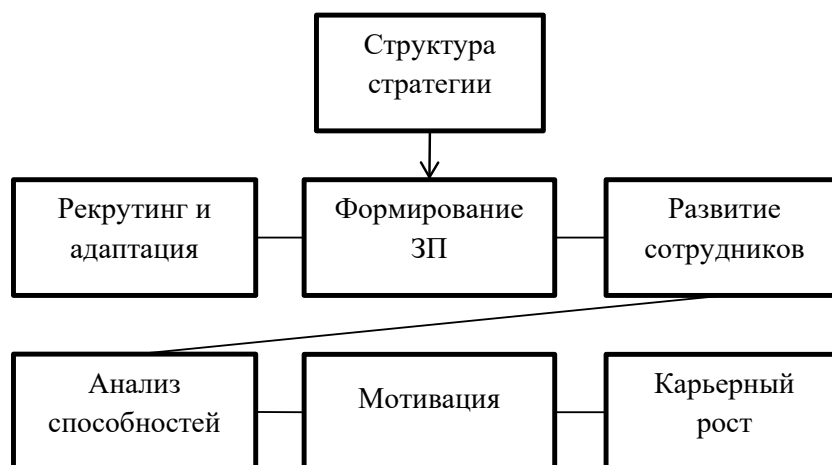 Структура
стратегии
Рекрутинг и
адаптация
Формирование
ЗП
Развитие
сотрудников
Анализ
способностей
Мотивация
Карьерный
рост